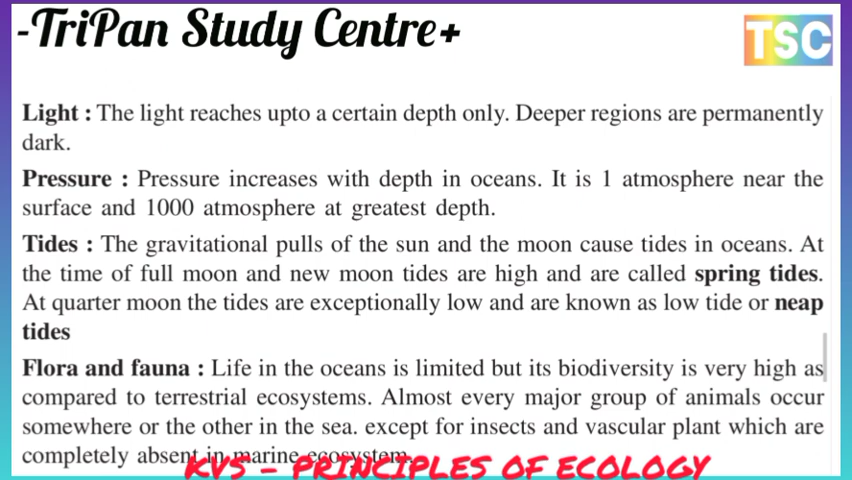 -TriPan Study Centre+
TSC
Light : The light reaches upto a certain depth only. Deeper regions are permanently
dark.
Pressure : Pressure increases with depth in oceans. It is 1 atmosphere near the
surface and 1000 atmosphere at greatest depth.
Tides : The gravitational pulls of the sun and the moon cause tides in oceans. At
the time of full moon and new moon tides are high and are called spring tides.
At quarter moon the tides are exceptionally low and are known as low tide or neap
tides
Flora and fauna : Life in the oceans is limited but its biodiversity is very high as
compared to terrestrial ecosystems. Almost every major group of animals occur
somewhere or the other in the sea. except for insects and vascular plant which are
completely absent in marine ecosystem.
KVS - PRINCIPLES OF ECOLOGY